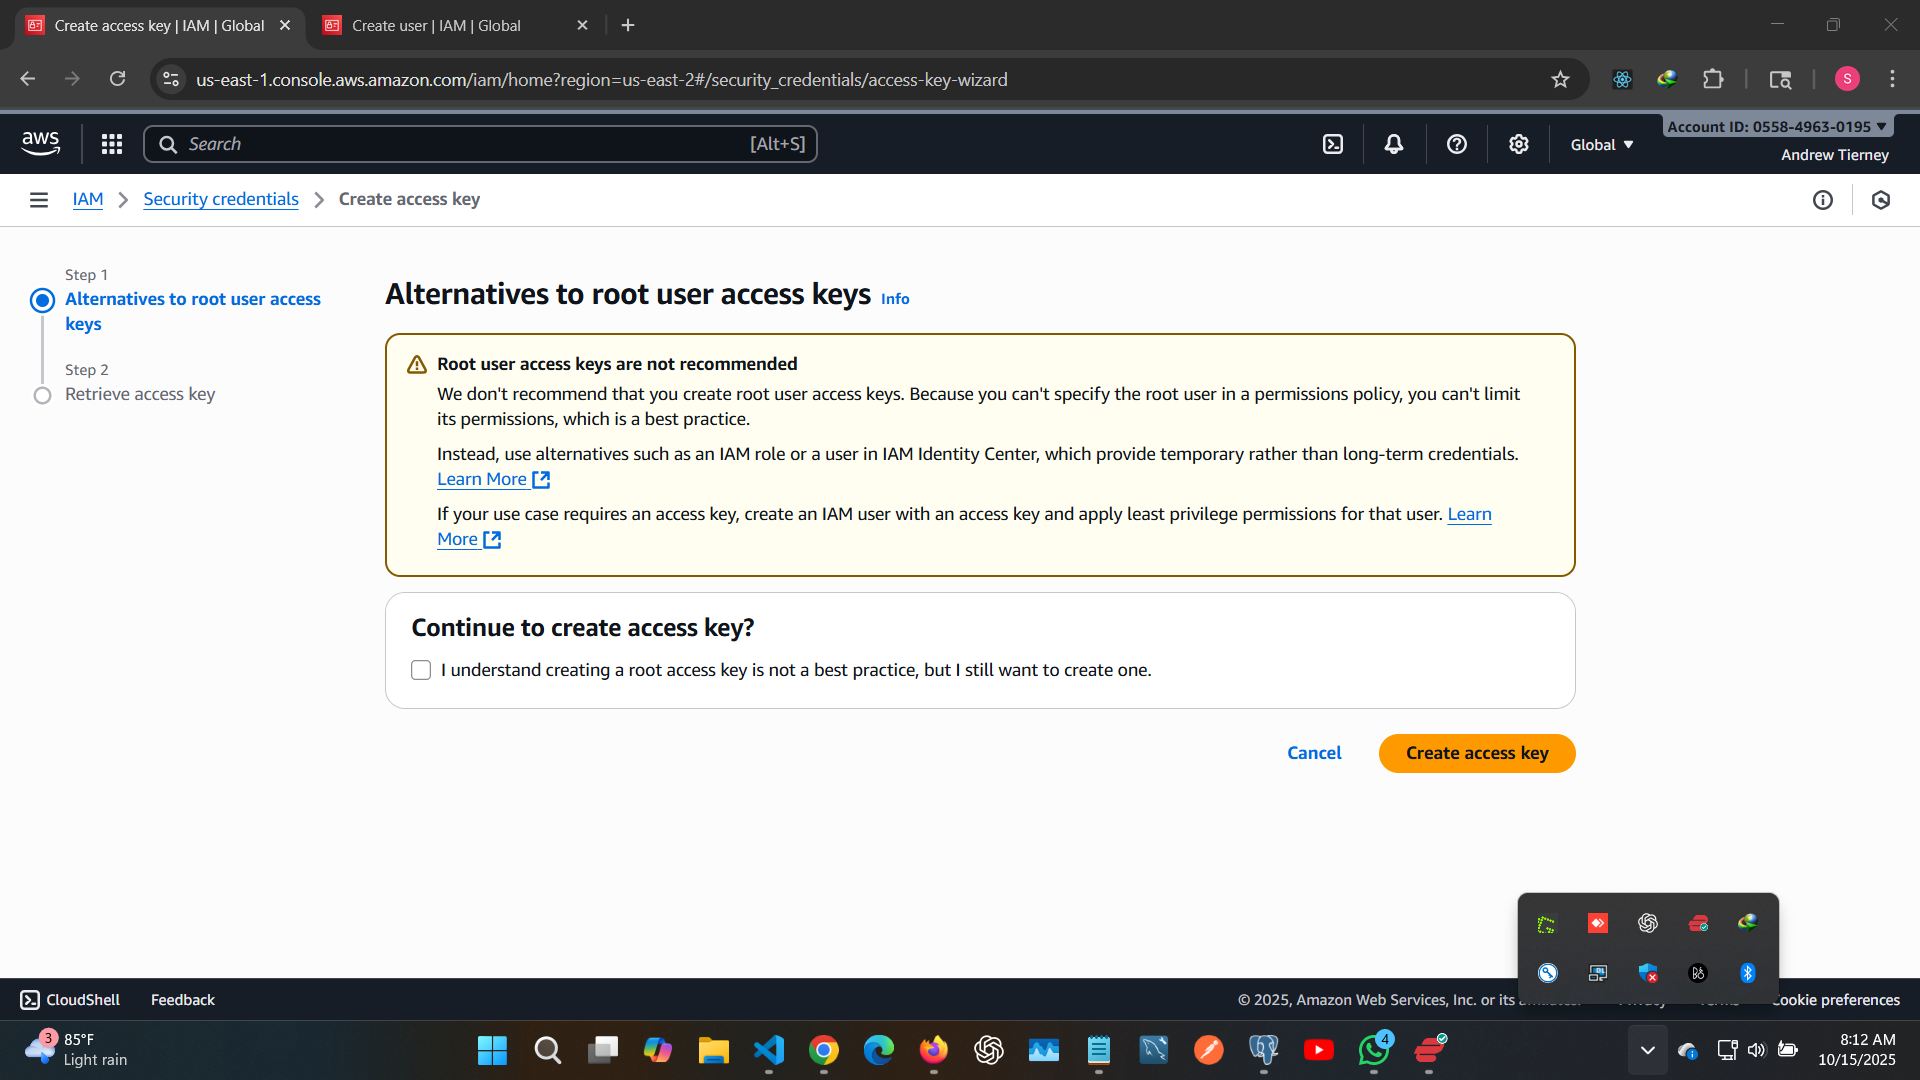 Create access key | IAM | Global
Create user | IAM | Global
us-east-1.console.aws.amazon.com/iam/home?region=us-east-2#/security_credentials/access-key-wizard
S
aws
Search
[Alt+S]
Global
Account ID: 0558-4963-0195
Andrew Tierney
IAM
Security credentials
Create access key
Step 1
Alternatives to root user access
keys
Step 2
Retrieve access key
Alternatives to root user access keys Info
Root user access keys are not recommended
We don't recommend that you create root user access keys. Because you can't specify the root user in a permissions policy, you can't limit
its permissions, which is a best practice.
Instead, use alternatives such as an IAM role or a user in IAM Identity Center, which provide temporary rather than long-term credentials.
Learn More
If your use case requires an access key, create an IAM user with an access key and apply least privilege permissions for that user. Learn
More
Continue to create access key?
I understand creating a root access key is not a best practice, but I still want to create one.
Cancel
Create access key
CloudShell
Feedback
© 2025, Amazon Web Services, Inc. or its affiliates.
Privacy
Terms
Cookie preferences
3
85°F
Light rain
4
8:12 AM
10/15/2025